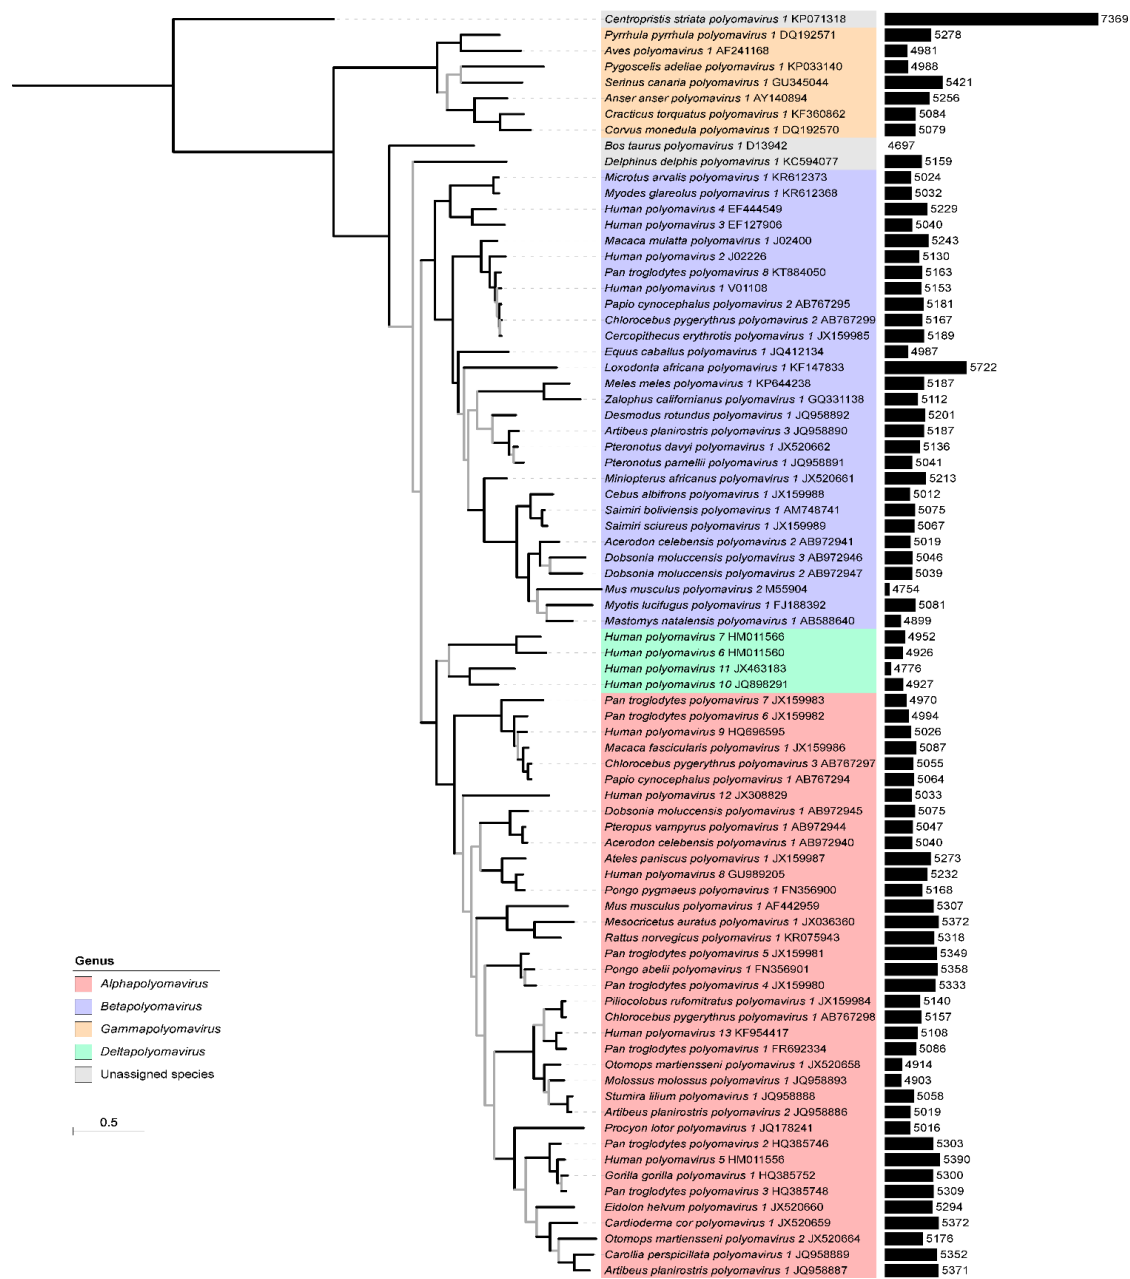 Centropristis striata polyomavirus 1 KP071318 7369
Pyrrhula pyrrhula polyomavirus 1 DQ192571 5278
Aves polyomavirus 1 AF241168 4981
Pygoscelis adeliae polyomavirus 1 KP033140 4988
Serinus canaria polyomavirus 1 GU345044 5421
Anser anser polyomavirus 1 AY140894 5256
Cracticus torquatus polyomavirus 1 KF360862 5084
Corvus monedula polyomavirus 1 DQ192570 5079
Bos taurus polyomavirus 1 D13942 4697
Delphinus delphis polyomavirus 1 KC594077 5159
Microtus arvalis polyomavirus 1 KR612373 5024
Myodes glareolus polyomavirus 1 KR612368 5032
Human polyomavirus 4 EF444549 5229
Human polyomavirus 3 EF127906 5040
Macaca mulatta polyomavirus 1 J02400 5243
Human polyomavirus 2 J02226 5130
Pan troglodytes polyomavirus 8 KT884050 5163
Human polyomavirus 1 V01108 5153
Papio cynocephalus polyomavirus 2 AB767295 5181
Chlorocebus pygerythrus polyomavirus 2 AB767299 5167
Cercopithecus erythrotis polyomavirus 1 JX159985 5189
Equus caballus polyomavirus 1 JQ412134 4987
Loxodonta africana polyomavirus 1 KF147833 5722
Meles meles polyomavirus 1 KP644238 5187
Zalophus californianus polyomavirus 1 GQ331138 5112
Desmodus rotundus polyomavirus 1 JQ958892 5201
Artibeus planirostris polyomavirus 3 JQ958890 5187
Pteronotus davyi polyomavirus 1 JX520662 5136
Pteronotus parnellii polyomavirus 1 JQ958891 5041
Miniopterus africanus polyomavirus 1 JX520661 5213
Cebus albifrons polyomavirus 1 JX159988 5012
Saimiri boliviensis polyomavirus 1 AM748741 5075
Saimiri sciureus polyomavirus 1 JX159989 5067
Acerodon celebensis polyomavirus 2 AB972941 5019
Dobsonia moluccensis polyomavirus 3 AB972946 5046
Dobsonia moluccensis polyomavirus 2 AB972947 5039
Mus musculus polyomavirus 2 M55904 4754
Myotis lucifugus polyomavirus 1 FJ188392 5081
Mastomys natalensis polyomavirus 1 AB588640 4899
Human polyomavirus 7 HM011566 4952
Human polyomavirus 6 HM011560 4926
Human polyomavirus 11 JX463183 4776
Human polyomavirus 10 JQ898291 4927
Pan troglodytes polyomavirus 7 JX159983 4970
Pan troglodytes polyomavirus 6 JX159982 4994
Human polyomavirus 9 HQ696595 5026
Macaca fascicularis polyomavirus 1 JX159986 5087
Chlorocebus pygerythrus polyomavirus 3 AB767297 5055
Papio cynocephalus polyomavirus 1 AB767294 5064
Human polyomavirus 12 JX308829 5033
Dobsonia moluccensis polyomavirus 1 AB972945 5075
Pteropus vampyrus polyomavirus 1 AB972944 5047
Acerodon celebensis polyomavirus 1 AB972940 5040
Ateles paniscus polyomavirus 1 JX159987 5273
Human polyomavirus 8 GU989205 5232
Pongo pygmaeus polyomavirus 1 FN356900 5168
Mus musculus polyomavirus 1 AF442959 5307
Mesocricetus auratus polyomavirus 1 JX036360 5372
Rattus norvegicus polyomavirus 1 KR075943 5318
Pan troglodytes polyomavirus 5 JX159981 5349
Pongo abelii polyomavirus 1 FN356901 5358
Pan troglodytes polyomavirus 4 JX159980 5333
Piliocolobus rufomitratus polyomavirus 1 JX159984 5140
Chlorocebus pygerythrus polyomavirus 1 AB767298 5157
Human polyomavirus 13 KF954417 5108
Pan troglodytes polyomavirus 1 FR692334 5086
Otomops martiensseni polyomavirus 1 JX520658 4914
Molossus molossus polyomavirus 1 JQ958893 4903
Sturnira lilium polyomavirus 1 JQ958888 5058
Artibeus planirostris polyomavirus 2 JQ958886 5019
Procyon lotor polyomavirus 1 JQ178241 5016
Pan troglodytes polyomavirus 2 HQ385746 5303
Human polyomavirus 5 HM011556 5390
Gorilla gorilla polyomavirus 1 HQ385752 5300
Pan troglodytes polyomavirus 3 HQ385748 5309
Eidolon helvum polyomavirus 1 JX520660 5294
Cardioderma cor polyomavirus 1 JX520659 5372
Otomops martiensseni polyomavirus 2 JX520664 5176
Carollia perspicillata polyomavirus 1 JQ958889 5352
Artibeus planirostris polyomavirus 1 JQ958887 5371
Genus
Alphapolyomavirus
Betapolyomavirus
Gammapolyomavirus
Deltapolyomavirus
Unassigned species
0.5